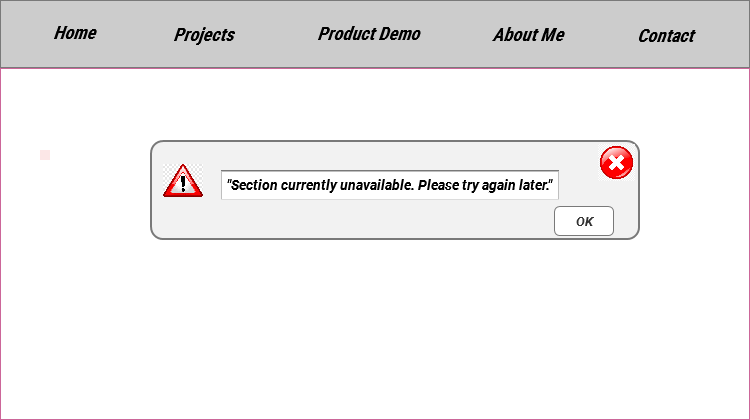 Home Projects Product Demo About Me Contact
"Section currently unavailable. Please try again later."
OK